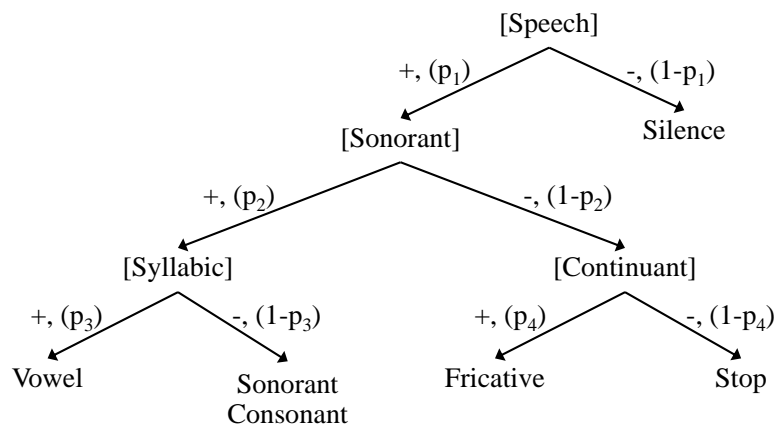 [Speech]
+, (p₁)
-, (1-p₁)
[Sonorant]
Silence
+, (p₂)
-, (1-p₂)
[Syllabic]
[Continuant]
+, (p₃)
-, (1-p₃)
+, (p₄)
-, (1-p₄)
Vowel
Sonorant
Consonant
Fricative
Stop